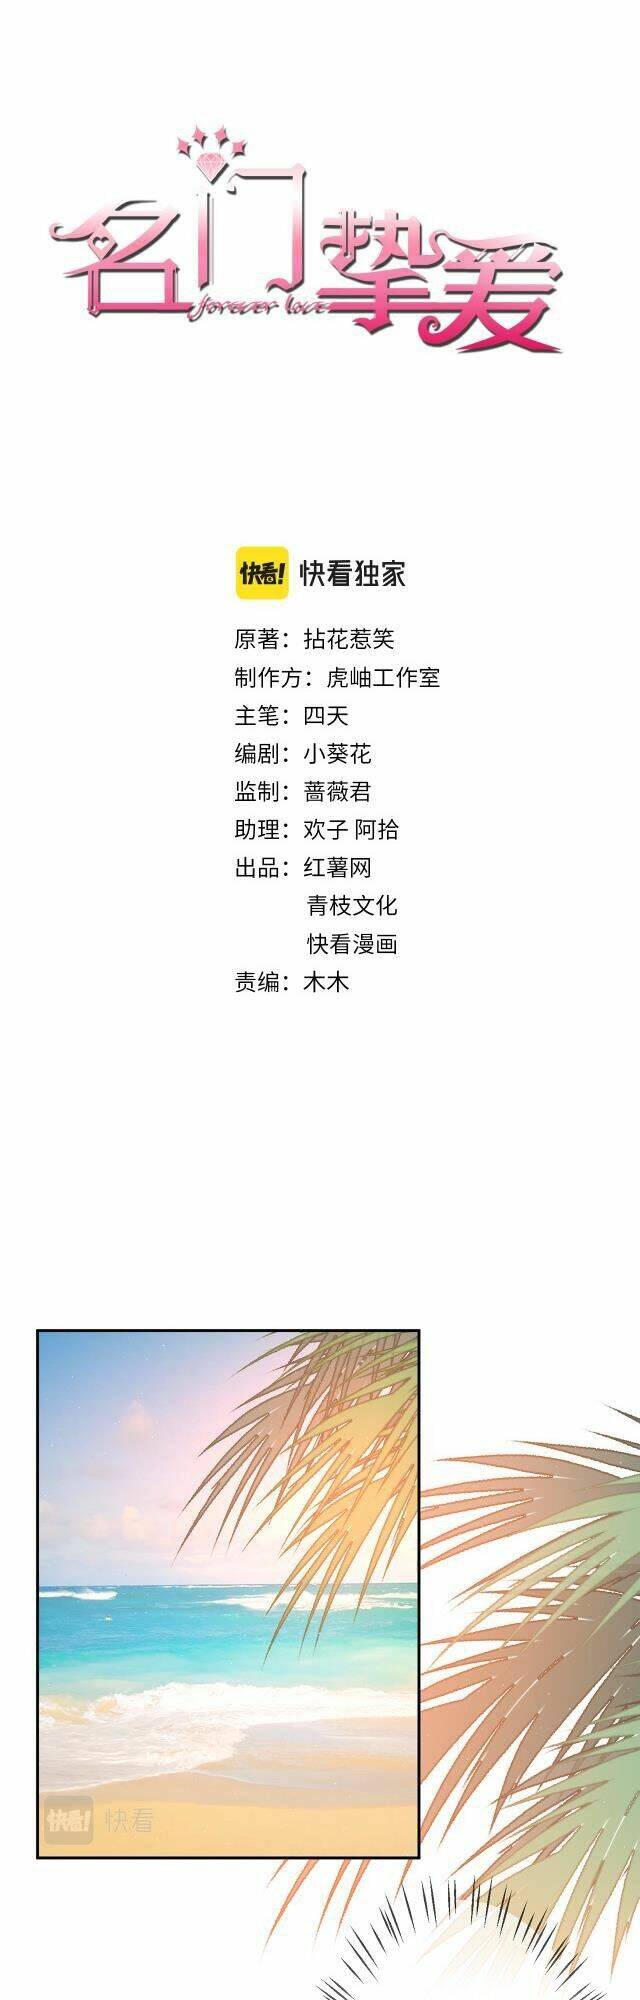 名门挚爱
forever love
快看! 快看独家
原著：拈花惹笑
制作方：虎岫工作室
主笔：四天
编剧：小葵花
监制：蔷薇君
助理：欢子 阿拾
出品：红薯网
青枝文化
快看漫画
责编：木木
快看! 快看